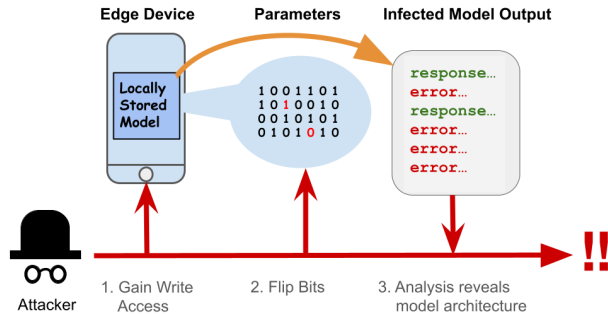 Edge Device
Parameters
Infected Model Output
Locally
Stored
Model
1 0 0 1 1 0 1
1 0 1 0 0 1 0
0 0 1 0 1 0 1
0 1 0 1 0 1 0
response…
error…
response…
error…
error…
error…
!!
Attacker
1. Gain Write
Access
2. Flip Bits
3. Analysis reveals
model architecture